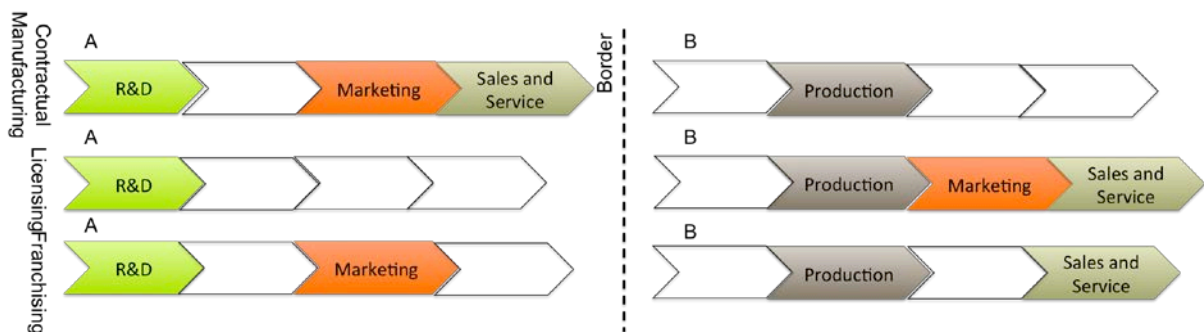 Contractual
Manufacturing
A
R&D
Marketing
Sales and
Service
Border
B
Production
Licensing
A
R&D
B
Production
Marketing
Sales and
Service
Franchising
A
R&D
Marketing
B
Production
Sales and
Service